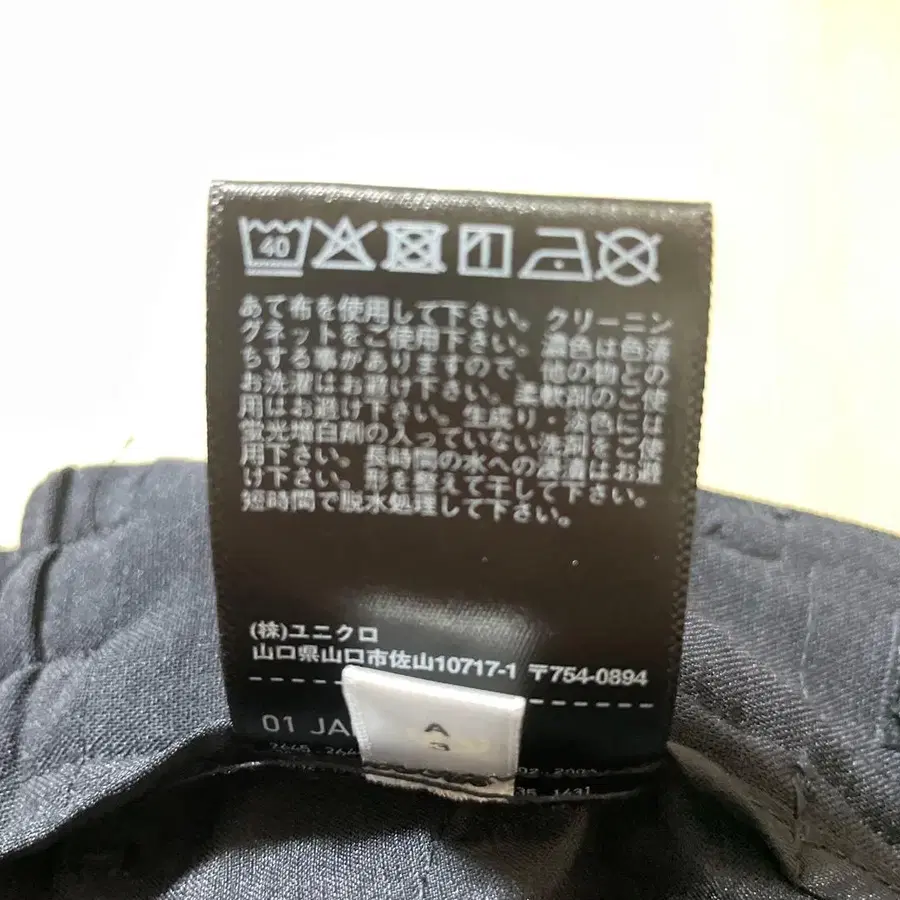 40
あて布を使用して下さい。クリーニン
グネットをご使用下さい。濃色は色落
ちする事がありますので、他の物との
お洗濯はお避け下さい。柔軟剤のご使
用はお避け下さい。生成り・淡色には
蛍光増白剤の入っていない洗剤をご使
用下さい。長時間の水への浸漬はお避
け下さい。形を整えて干して下さい。
短時間で脱水処理して下さい。
(株)ユニクロ
山口県山口市佐山10717-1 〒754-0894
01
A
3